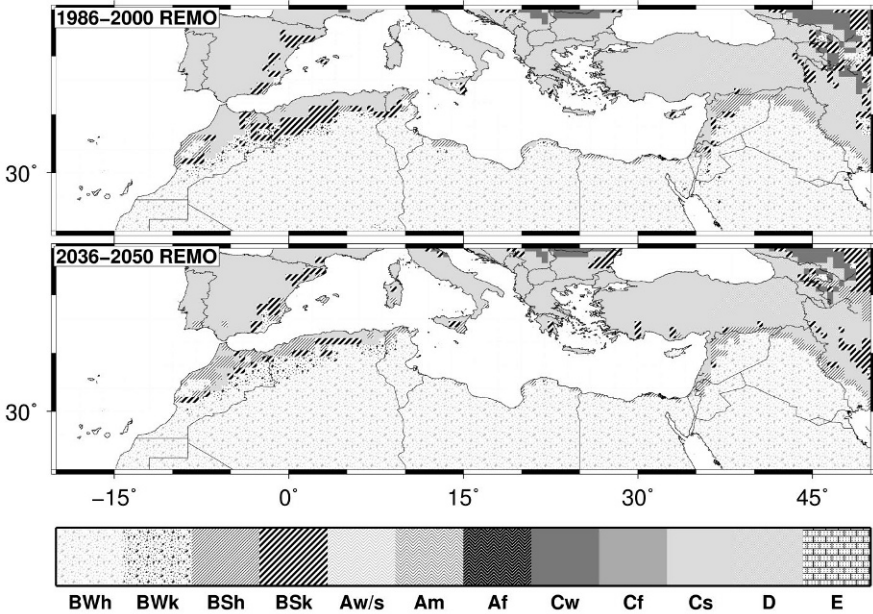 1986−2000 REMO
30°
2036−2050 REMO
30°
−15° 0° 15° 30° 45°
BWh BWk BSh BSk Aw/s Am Af Cw Cf Cs D E